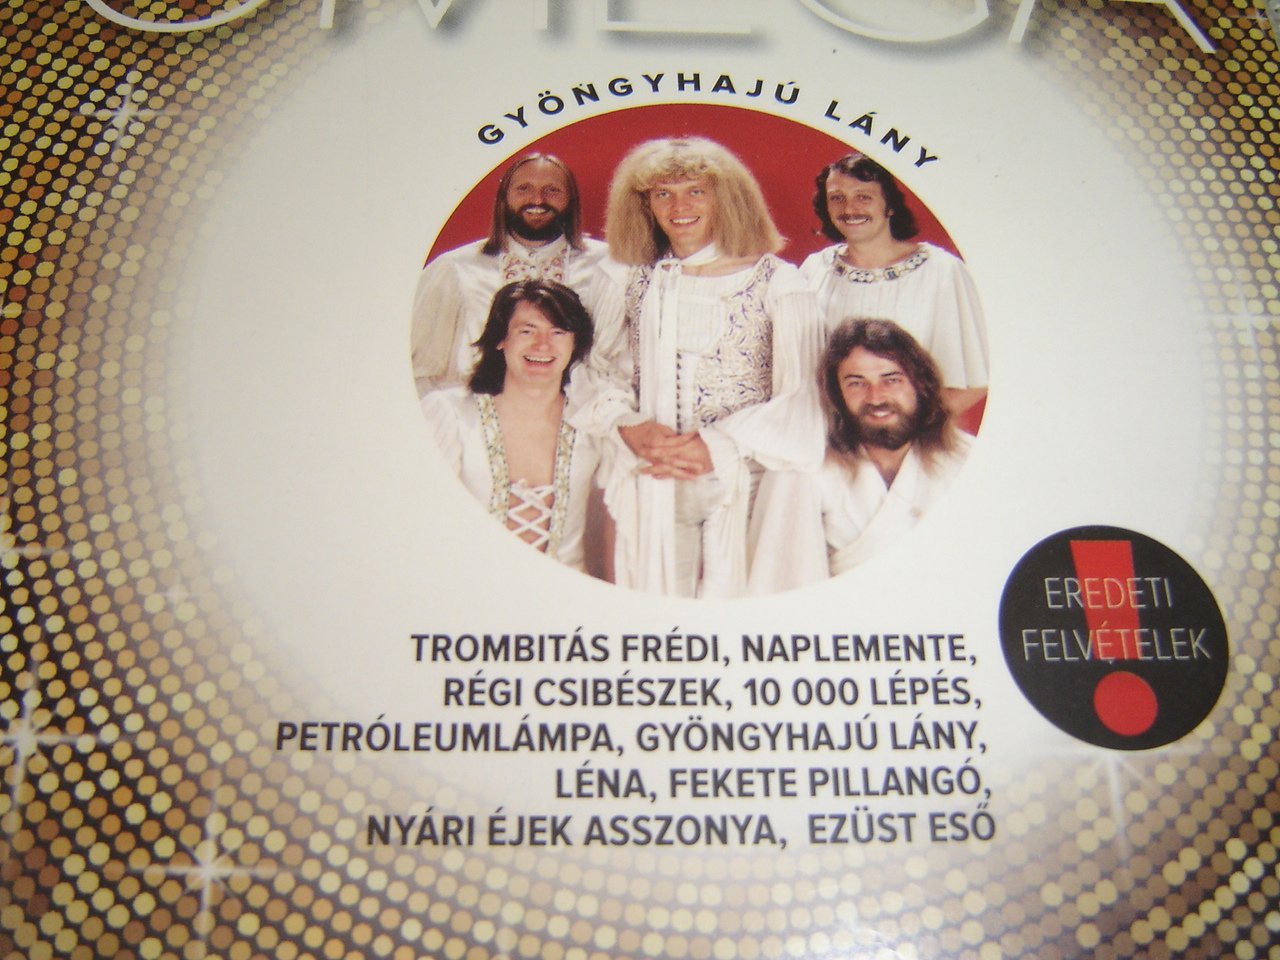 OMEGA
GYÖNGYHAJÚ LÁNY
EREDETI
FELVÉTELEK
TROMBITÁS FRÉDI, NAPLEMENTE,
RÉGI CSIBÉSZEK, 10 000 LÉPÉS,
PETRÓLEUMLÁMPA, GYÖNGYHAJÚ LÁNY,
LÉNA, FEKETE PILLANGÓ,
NYÁRI ÉJEK ASSZONYA, EZÜST ESŐ